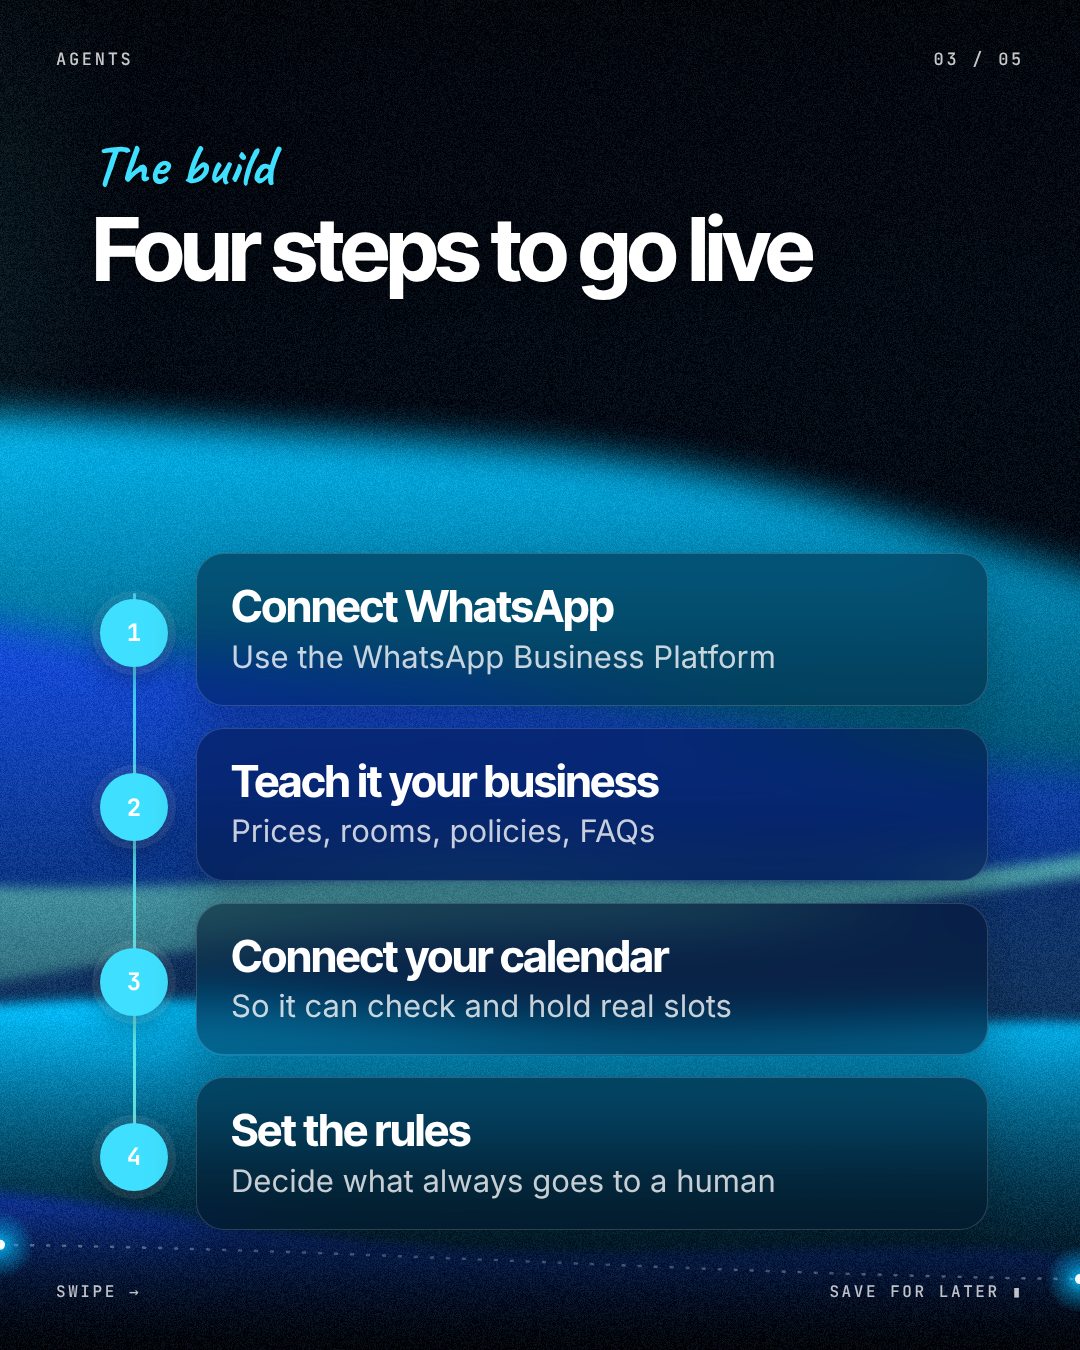 AGENTS
03 / 05
The build
Four steps to go live
1
Connect WhatsApp
Use the WhatsApp Business Platform
2
Teach it your business
Prices, rooms, policies, FAQs
3
Connect your calendar
So it can check and hold real slots
4
Set the rules
Decide what always goes to a human
SWIPE →
SAVE FOR LATER ▮